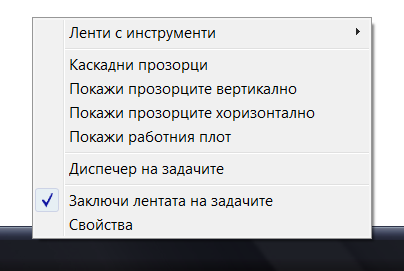 Ленти с инструменти
Каскадни прозорци
Покажи прозорците вертикално
Покажи прозорците хоризонтално
Покажи работния плот
Диспечер на задачите
Заключи лентата на задачите
Свойства